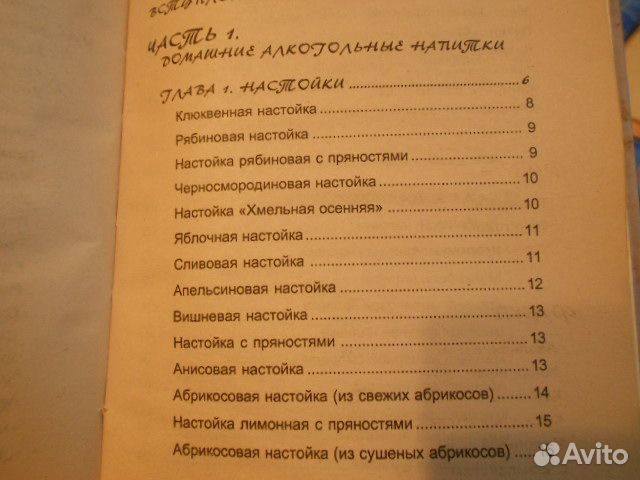 ЧАСТЬ 1.
ДОМАШНИЕ АЛКОГОЛЬНЫЕ НАПИТКИ
ГЛАВА 1. НАСТОЙКИ 6
Клюквенная настойка 8
Рябиновая настойка 9
Настойка рябиновая с пряностями 9
Черносмородиновая настойка 10
Настойка «Хмельная осенняя» 10
Яблочная настойка 11
Сливовая настойка 11
Апельсиновая настойка 12
Вишневая настойка 13
Настойка с пряностями 13
Анисовая настойка 13
Абрикосовая настойка (из свежих абрикосов) 14
Настойка лимонная с пряностями 15
Абрикосовая настойка (из сушеных абрикосов)
Avito